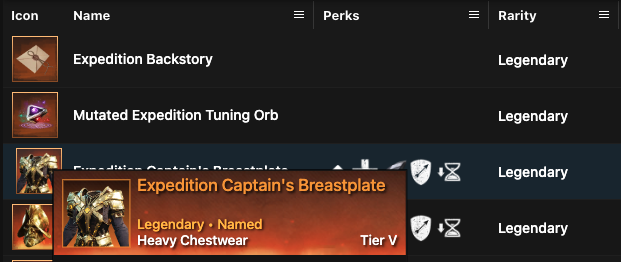 Icon Name Perks Rarity
Expedition Backstory Legendary
Mutated Expedition Tuning Orb Legendary
Expedition Captain's Breastplate Legendary
Expedition Captain's Breastplate
Legendary • Named
Heavy Chestwear Tier V
Legendary